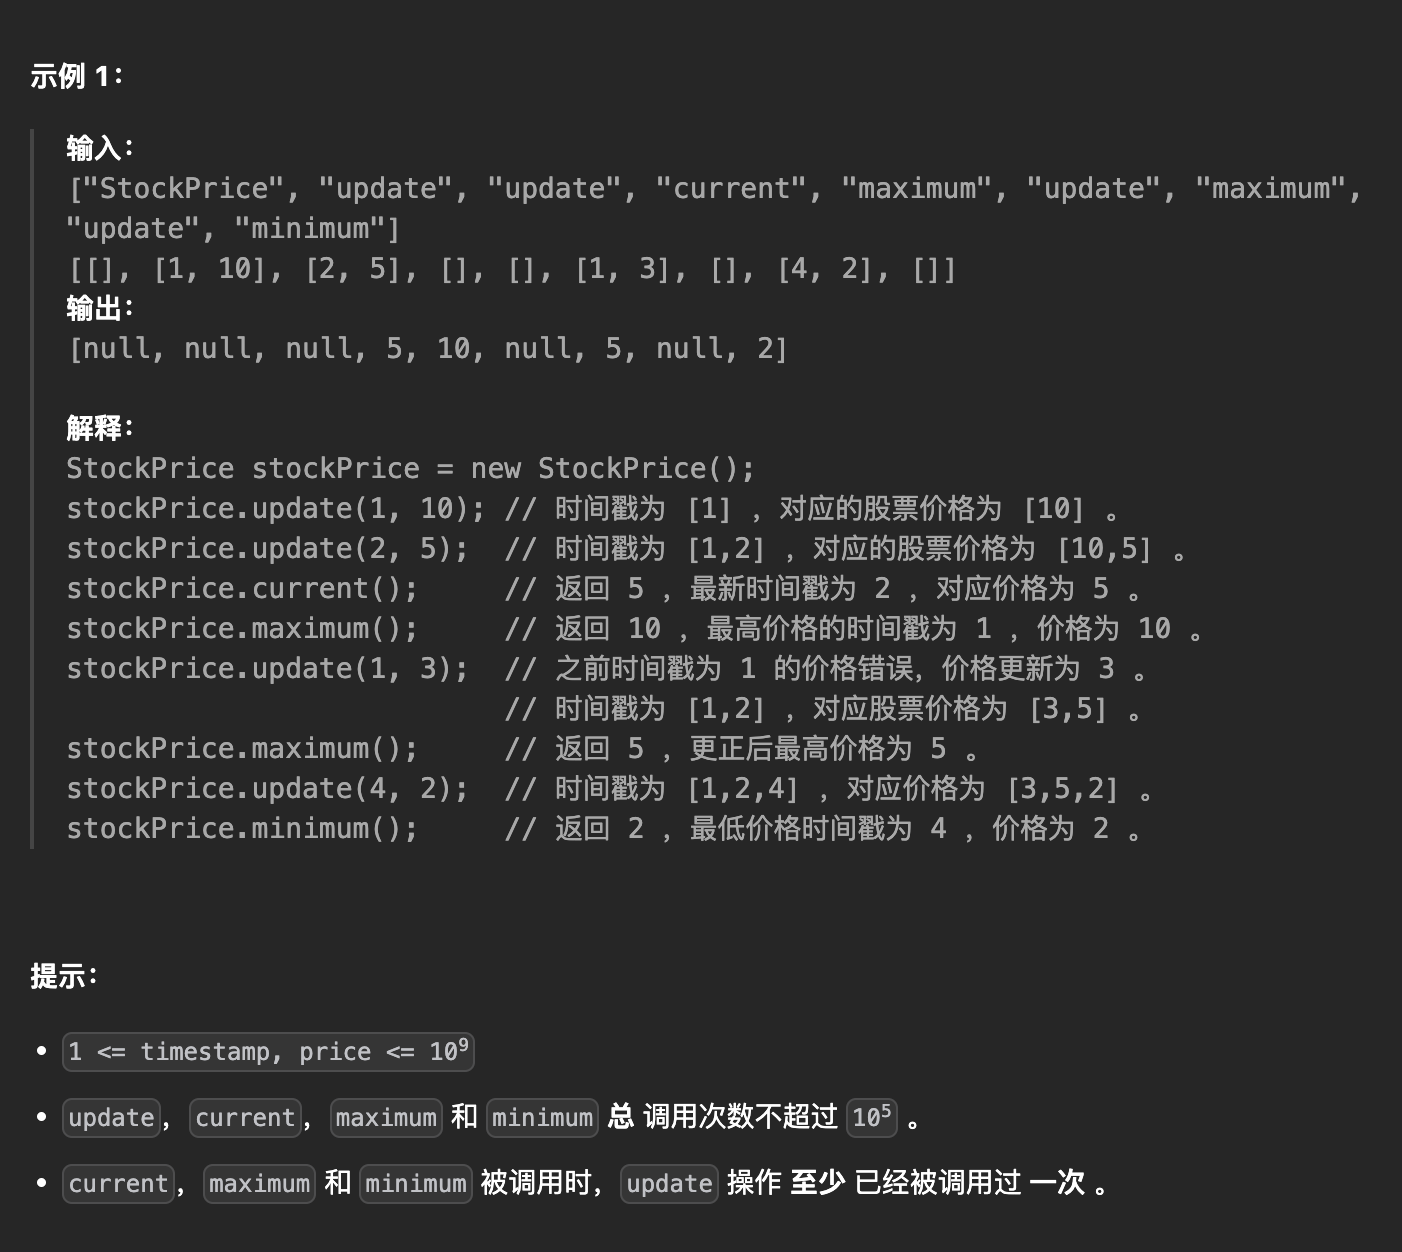 示例 1：
输入：
["StockPrice", "update", "update", "current", "maximum", "update", "maximum",
"update", "minimum"]
[[], [1, 10], [2, 5], [], [], [1, 3], [], [4, 2], []]
输出：
[null, null, null, 5, 10, null, 5, null, 2]
解释：
StockPrice stockPrice = new StockPrice();
stockPrice.update(1, 10); // 时间戳为 [1] ，对应的股票价格为 [10] 。
stockPrice.update(2, 5);  // 时间戳为 [1,2] ，对应的股票价格为 [10,5] 。
stockPrice.current();     // 返回 5 ，最新时间戳为 2 ，对应价格为 5 。
stockPrice.maximum();     // 返回 10 ，最高价格的时间戳为 1 ，价格为 10 。
stockPrice.update(1, 3);  // 之前时间戳为 1 的价格错误，价格更新为 3 。
                          // 时间戳为 [1,2] ，对应股票价格为 [3,5] 。
stockPrice.maximum();     // 返回 5 ，更正后最高价格为 5 。
stockPrice.update(4, 2);  // 时间戳为 [1,2,4] ，对应价格为 [3,5,2] 。
stockPrice.minimum();     // 返回 2 ，最低价格时间戳为 4 ，价格为 2 。
提示：
• 1 <= timestamp, price <= 10⁹
• update， current， maximum 和 minimum 总 调用次数不超过 10⁵ 。
• current， maximum 和 minimum 被调用时， update 操作 至少 已经被调用过 一次 。